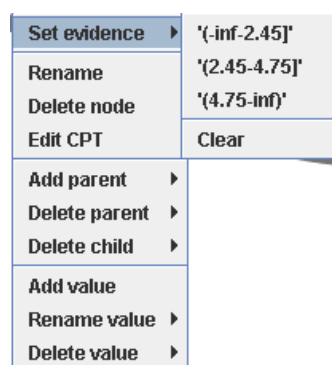 Set evidence
Rename
Delete node
Edit CPT
Add parent
Delete parent
Delete child
Add value
Rename value
Delete value
'(-inf-2.45]'
'(2.45-4.75]'
'(4.75-inf)'
Clear